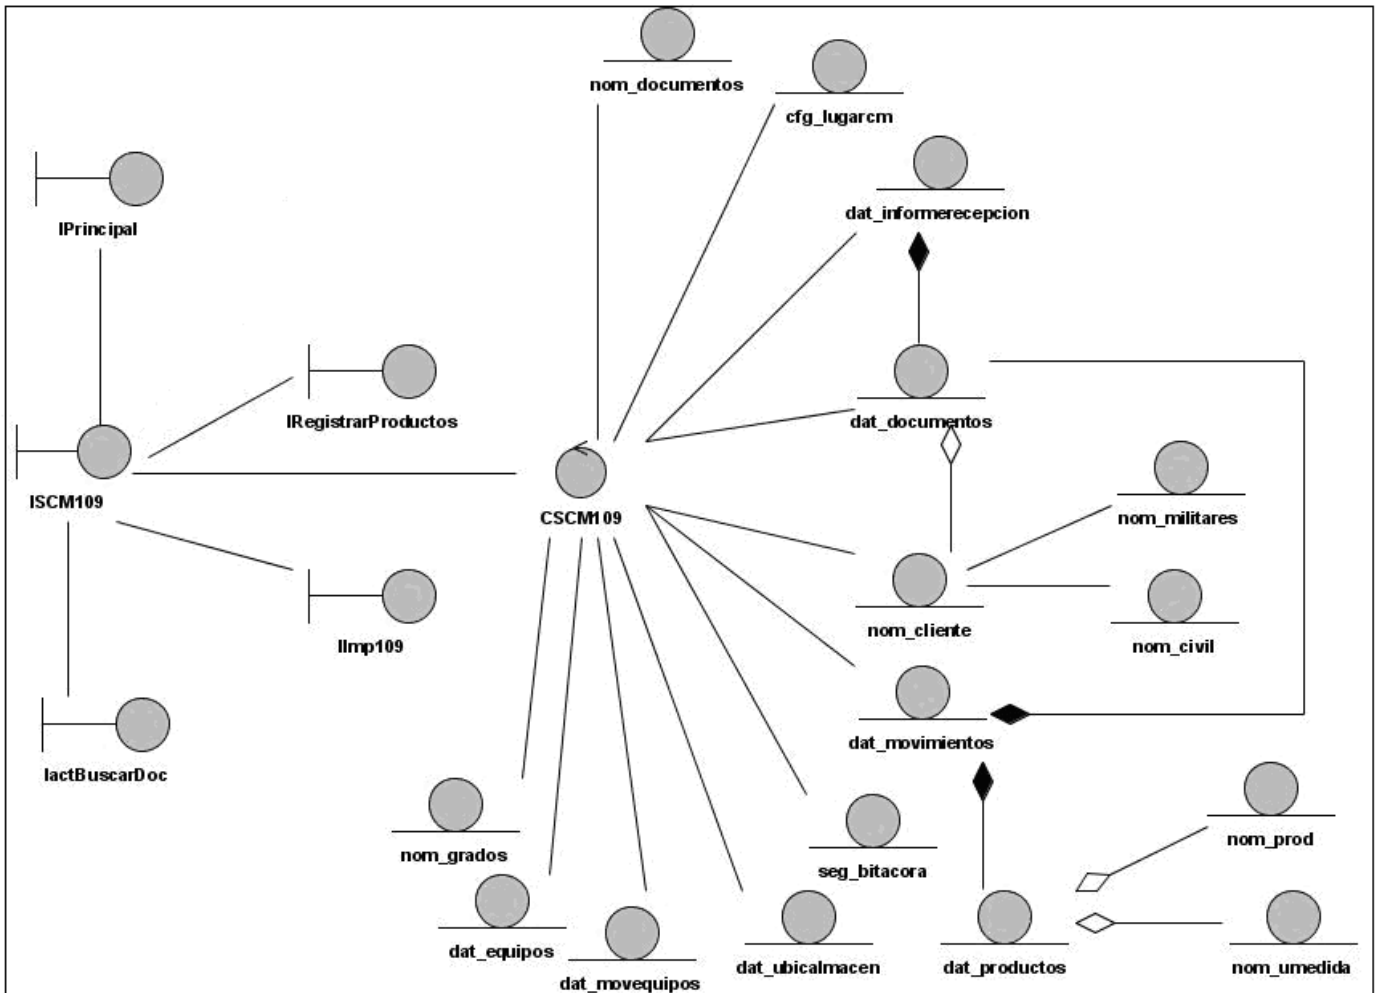 nom_documentos
cfg_lugarcm
dat_informerecepcion
IPrincipal
IRegistrarProductos
dat_documentos
ISCM109
CSCM109
nom_militares
nom_cliente
nom_civil
IImp109
dat_movimientos
IactBuscarDoc
nom_prod
nom_grados
seg_bitacora
dat_equipos
dat_movequipos
dat_ubicalmacen
dat_productos
nom_umedida